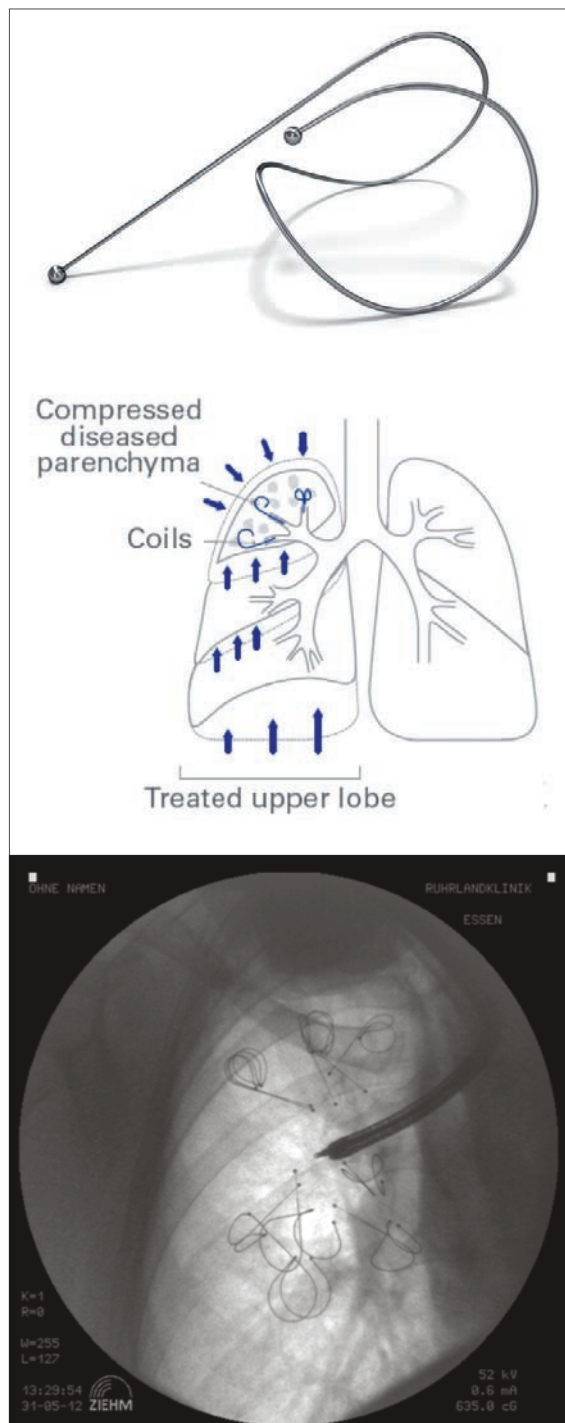 Compressed
diseased
parenchyma
Coils
Treated upper lobe
OHNE NAMEN
RUHRLANDKLINIK
ESSEN
K=1
R=0
W=255
L=127
13:29:54
31-05-12 ZIEHM
52 kV
0.6 mA
635.0 cG